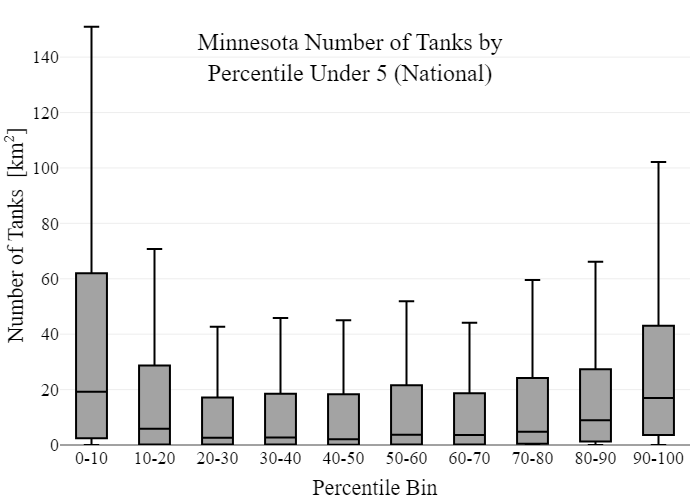 Minnesota Number of Tanks by
Percentile Under 5 (National)
Number of Tanks [km²]
140
120
100
80
60
40
20
0
0-10 10-20 20-30 30-40 40-50 50-60 60-70 70-80 80-90 90-100
Percentile Bin